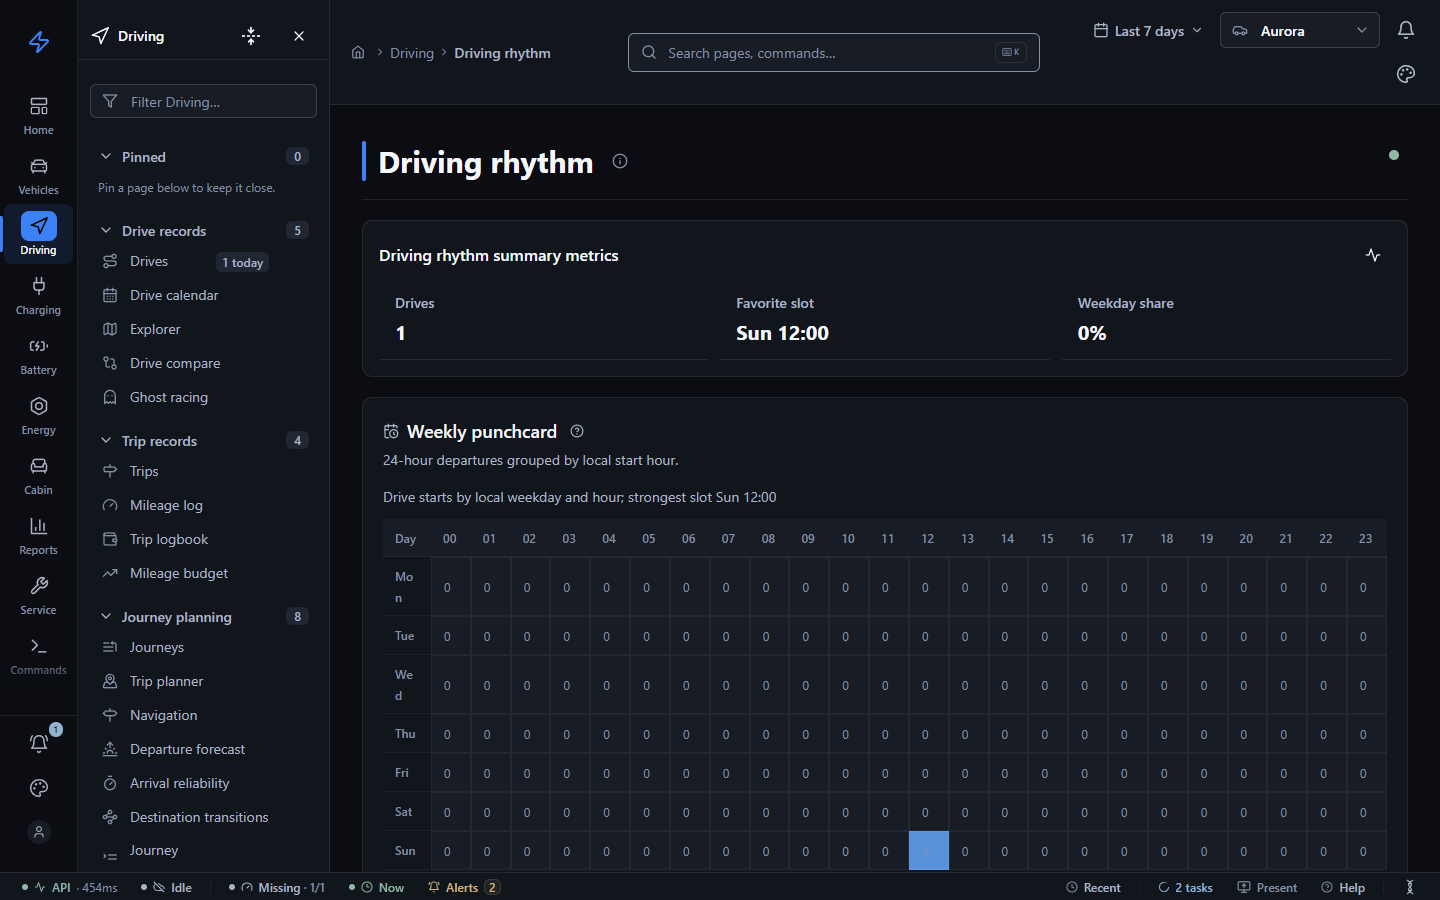 Home
Vehicles
Driving
Charging
Battery
Energy
Cabin
Reports
Service
Commands
1
Driving
Filter Driving...
Pinned 0
Pin a page below to keep it close.
Drive records 5
Drives 1 today
Drive calendar
Explorer
Drive compare
Ghost racing
Trip records 4
Trips
Mileage log
Trip logbook
Mileage budget
Journey planning 8
Journeys
Trip planner
Navigation
Departure forecast
Arrival reliability
Destination transitions
Journey
Driving Driving rhythm
Search pages, commands...
K
Last 7 days
Aurora
Driving rhythm
Driving rhythm summary metrics
Drives Favorite slot Weekday share
1 Sun 12:00 0%
Weekly punchcard
24-hour departures grouped by local start hour.
Drive starts by local weekday and hour; strongest slot Sun 12:00
Day 00 01 02 03 04 05 06 07 08 09 10 11 12 13 14 15 16 17 18 19 20 21 22 23
Mo
n 0 0 0 0 0 0 0 0 0 0 0 0 0 0 0 0 0 0 0 0 0 0 0 0
Tue 0 0 0 0 0 0 0 0 0 0 0 0 0 0 0 0 0 0 0 0 0 0 0 0
We
d 0 0 0 0 0 0 0 0 0 0 0 0 0 0 0 0 0 0 0 0 0 0 0 0
Thu 0 0 0 0 0 0 0 0 0 0 0 0 0 0 0 0 0 0 0 0 0 0 0 0
Fri 0 0 0 0 0 0 0 0 0 0 0 0 0 0 0 0 0 0 0 0 0 0 0 0
Sat 0 0 0 0 0 0 0 0 0 0 0 0 0 0 0 0 0 0 0 0 0 0 0 0
Sun 0 0 0 0 0 0 0 0 0 0 0 0 0 0 0 0 0 0 0 0 0 0 0
API · 454ms Idle Missing · 1/1 Now Alerts 2 Recent 2 tasks Present Help